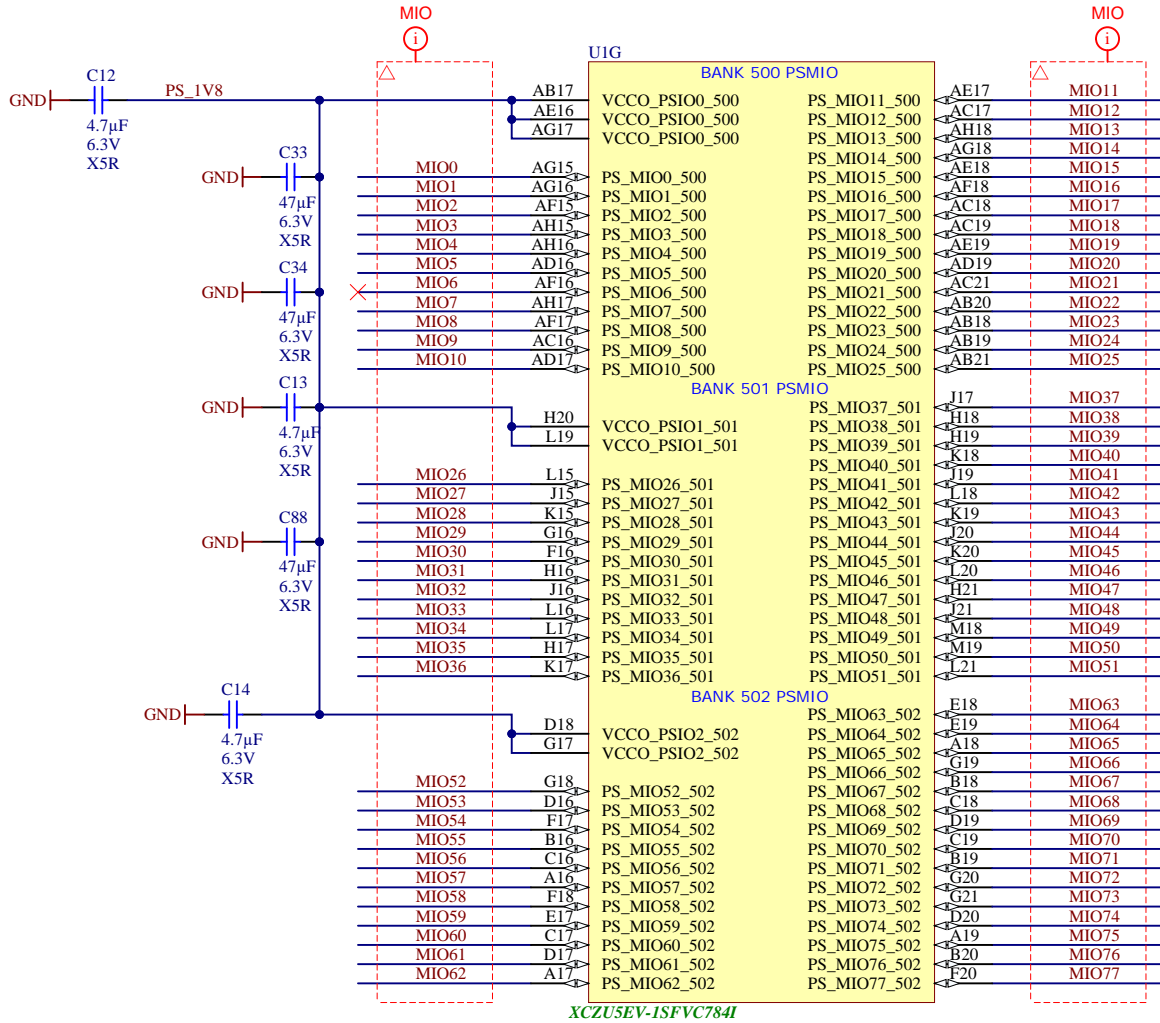 MIO
i
MIO
i
U1G
BANK 500 PSMIO
C12
GND
PS_1V8
4.7µF
6.3V
X5R
AB17 VCCO_PSIO0_500 PS_MIO11_500 AE17 MIO11
AE16 VCCO_PSIO0_500 PS_MIO12_500 AC17 MIO12
AG17 VCCO_PSIO0_500 PS_MIO13_500 AH18 MIO13
PS_MIO14_500 AG18 MIO14
C33
GND
47µF
6.3V
X5R
MIO0 AG15 PS_MIO0_500 PS_MIO15_500 AE18 MIO15
MIO1 AG16 PS_MIO1_500 PS_MIO16_500 AF18 MIO16
MIO2 AF15 PS_MIO2_500 PS_MIO17_500 AC18 MIO17
MIO3 AH15 PS_MIO3_500 PS_MIO18_500 AC19 MIO18
MIO4 AH16 PS_MIO4_500 PS_MIO19_500 AE19 MIO19
MIO5 AD16 PS_MIO5_500 PS_MIO20_500 AD19 MIO20
C34
GND
47µF
6.3V
X5R
MIO6 AF16 PS_MIO6_500 PS_MIO21_500 AC21 MIO21
MIO7 AH17 PS_MIO7_500 PS_MIO22_500 AB20 MIO22
MIO8 AF17 PS_MIO8_500 PS_MIO23_500 AB18 MIO23
MIO9 AC16 PS_MIO9_500 PS_MIO24_500 AB19 MIO24
MIO10 AD17 PS_MIO10_500 PS_MIO25_500 AB21 MIO25
BANK 501 PSMIO
C13
GND
4.7µF
6.3V
X5R
PS_MIO37_501 J17 MIO37
H20 VCCO_PSIO1_501 PS_MIO38_501 H18 MIO38
L19 VCCO_PSIO1_501 PS_MIO39_501 H19 MIO39
PS_MIO40_501 K18 MIO40
MIO26 L15 PS_MIO26_501 PS_MIO41_501 J19 MIO41
MIO27 J15 PS_MIO27_501 PS_MIO42_501 L18 MIO42
MIO28 K15 PS_MIO28_501 PS_MIO43_501 K19 MIO43
C88
GND
47µF
6.3V
X5R
MIO29 G16 PS_MIO29_501 PS_MIO44_501 J20 MIO44
MIO30 F16 PS_MIO30_501 PS_MIO45_501 K20 MIO45
MIO31 H16 PS_MIO31_501 PS_MIO46_501 L20 MIO46
MIO32 J16 PS_MIO32_501 PS_MIO47_501 H21 MIO47
MIO33 L16 PS_MIO33_501 PS_MIO48_501 J21 MIO48
MIO34 L17 PS_MIO34_501 PS_MIO49_501 M18 MIO49
MIO35 H17 PS_MIO35_501 PS_MIO50_501 M19 MIO50
MIO36 K17 PS_MIO36_501 PS_MIO51_501 L21 MIO51
BANK 502 PSMIO
C14
GND
4.7µF
6.3V
X5R
PS_MIO63_502 E18 MIO63
D18 VCCO_PSIO2_502 PS_MIO64_502 E19 MIO64
G17 VCCO_PSIO2_502 PS_MIO65_502 A18 MIO65
PS_MIO66_502 G19 MIO66
MIO52 G18 PS_MIO52_502 PS_MIO67_502 B18 MIO67
MIO53 D16 PS_MIO53_502 PS_MIO68_502 C18 MIO68
MIO54 F17 PS_MIO54_502 PS_MIO69_502 D19 MIO69
MIO55 B16 PS_MIO55_502 PS_MIO70_502 C19 MIO70
MIO56 C16 PS_MIO56_502 PS_MIO71_502 B19 MIO71
MIO57 A16 PS_MIO57_502 PS_MIO72_502 G20 MIO72
MIO58 F18 PS_MIO58_502 PS_MIO73_502 G21 MIO73
MIO59 E17 PS_MIO59_502 PS_MIO74_502 D20 MIO74
MIO60 C17 PS_MIO60_502 PS_MIO75_502 A19 MIO75
MIO61 D17 PS_MIO61_502 PS_MIO76_502 B20 MIO76
MIO62 A17 PS_MIO62_502 PS_MIO77_502 F20 MIO77
XCZU5EV-1SFVC784I